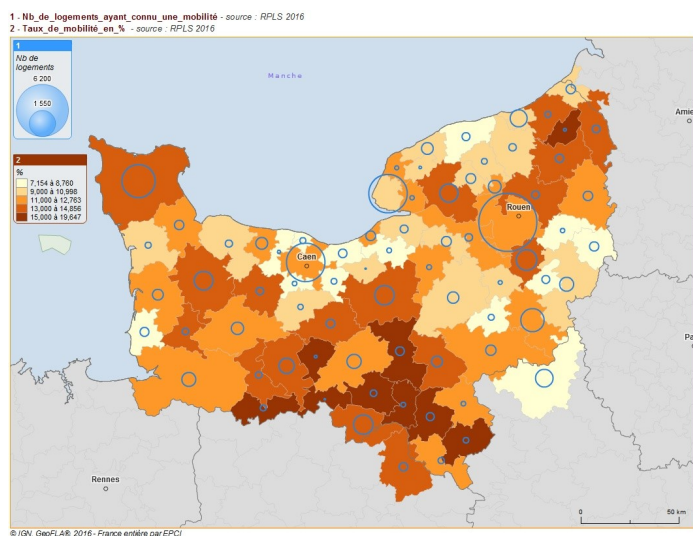 1 - Nb_de_logements_ayant_connu_une_mobilité - source : RPLS 2016
2 - Taux_de_mobilité_en_% - source : RPLS 2016
1
Nb de
logements
6 200
1 550
Manche
2
%
7,154 à 8,760
9,000 à 10,998
11,000 à 12,763
13,000 à 14,856
15,000 à 19,647
Amie
Rouen
Caen
Pa
Rennes
0 50 km
© IGN GeoFLA® 2016 - France entière par EPCI